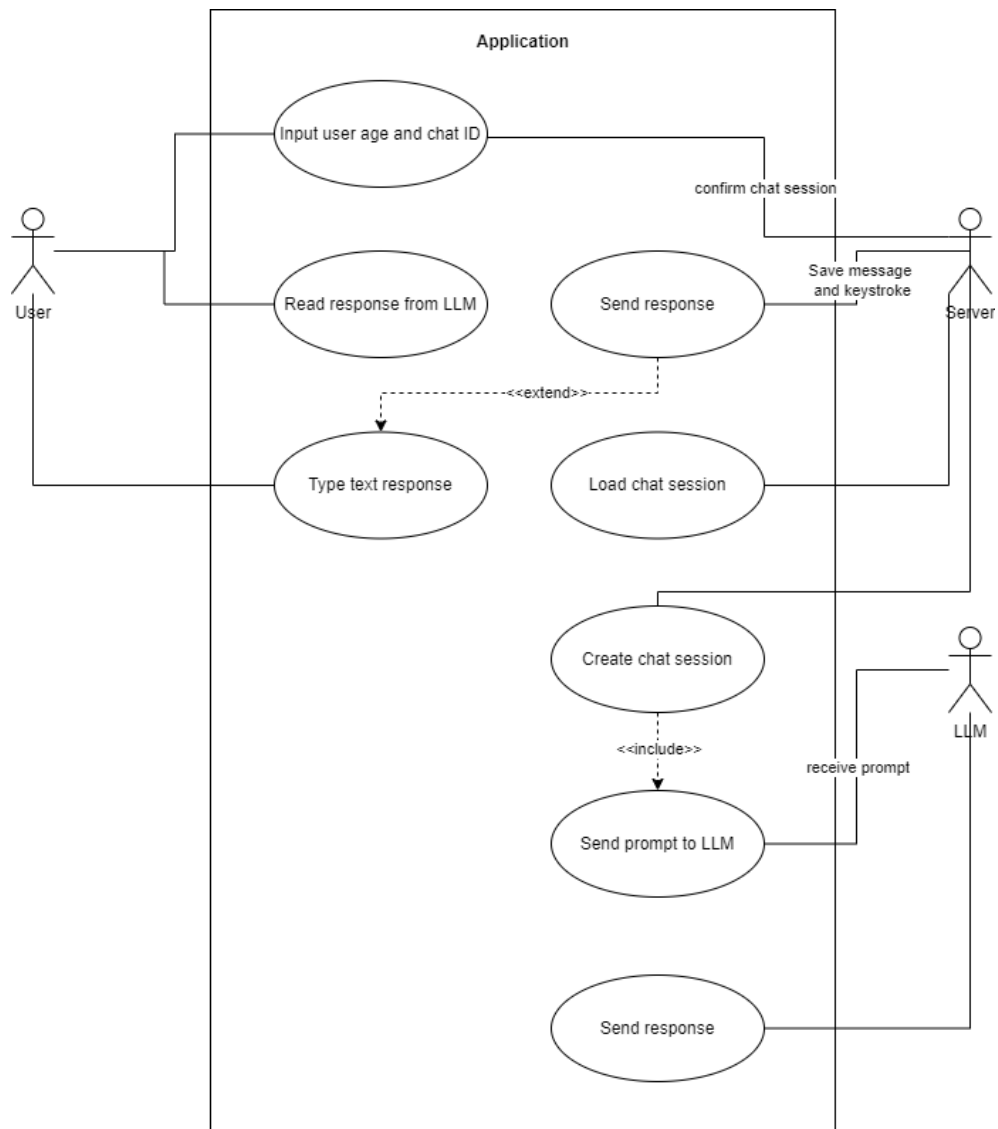 Application
Input user age and chat ID
confirm chat session
User
Read response from LLM
Send response
Save message
and keystroke
Server
<<extend>>
Type text response
Load chat session
Create chat session
LLM
<<include>>
receive prompt
Send prompt to LLM
Send response